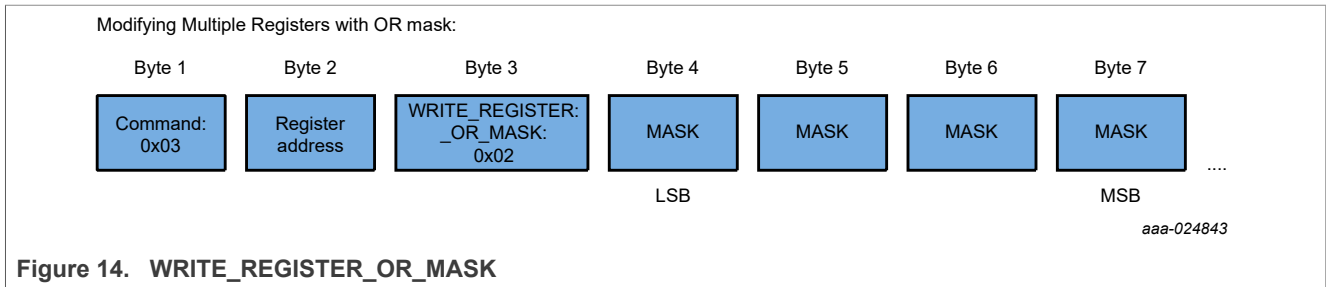 Modifying Multiple Registers with OR mask:
Byte 1 Byte 2 Byte 3 Byte 4 Byte 5 Byte 6 Byte 7
Command:
0x03
Register
address
WRITE_REGISTER:
_OR_MASK:
0x02
MASK
MASK
MASK
MASK
....
LSB MSB
aaa-024843
Figure 14. WRITE_REGISTER_OR_MASK